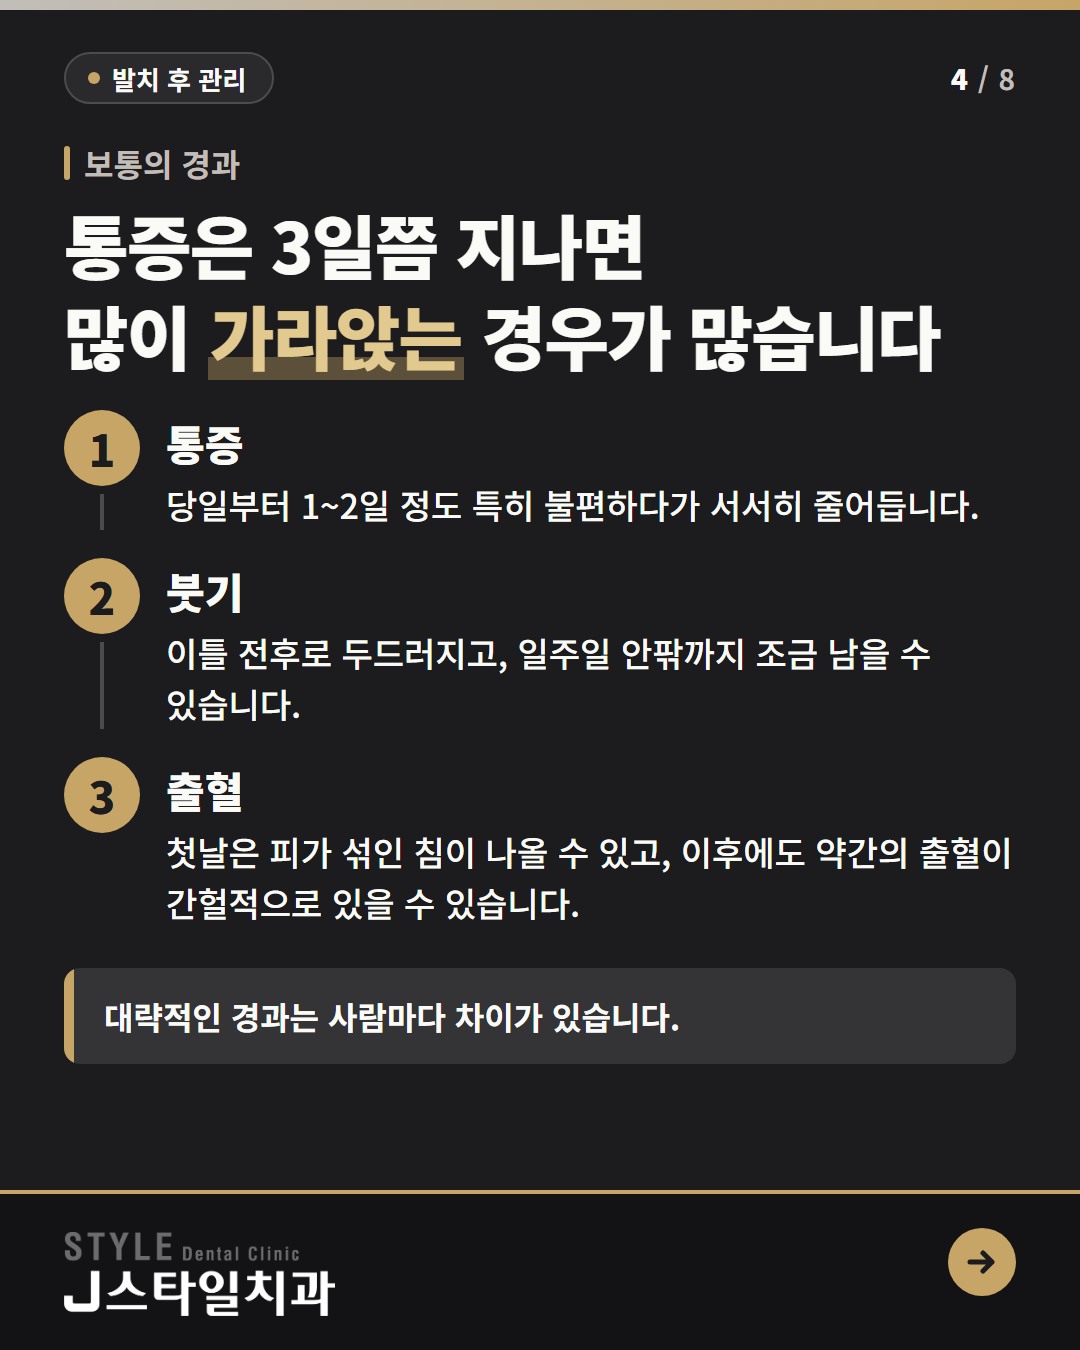 발치 후 관리
4 / 8
보통의 경과
통증은 3일쯤 지나면
많이 가라앉는 경우가 많습니다
1
통증
당일부터 1~2일 정도 특히 불편하다가 서서히 줄어듭니다.
2
붓기
이틀 전후로 두드러지고, 일주일 안팎까지 조금 남을 수
있습니다.
3
출혈
첫날은 피가 섞인 침이 나올 수 있고, 이후에도 약간의 출혈이
간헐적으로 있을 수 있습니다.
대략적인 경과는 사람마다 차이가 있습니다.
STYLE Dental Clinic
J스타일치과